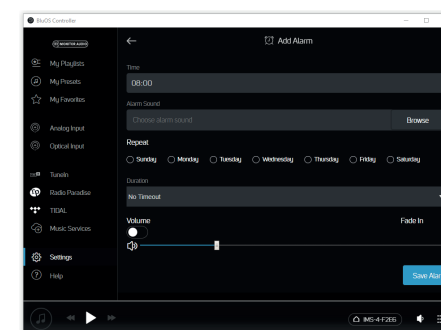 BluOS Controller
MONITOR AUDIO
Add Alarm
My Playlists
My Presets
My Favorites
Analog Input
Optical Input
TuneIn
Radio Paradise
TIDAL
Music Services
Settings
Help
Time
08:00
Alarm Sound
Choose alarm sound
Browse
Repeat
Sunday Monday Tuesday Wednesday Thursday Friday Saturday
Duration
No Timeout
Volume Fade In
Save Alar
IMS-4-F2E6